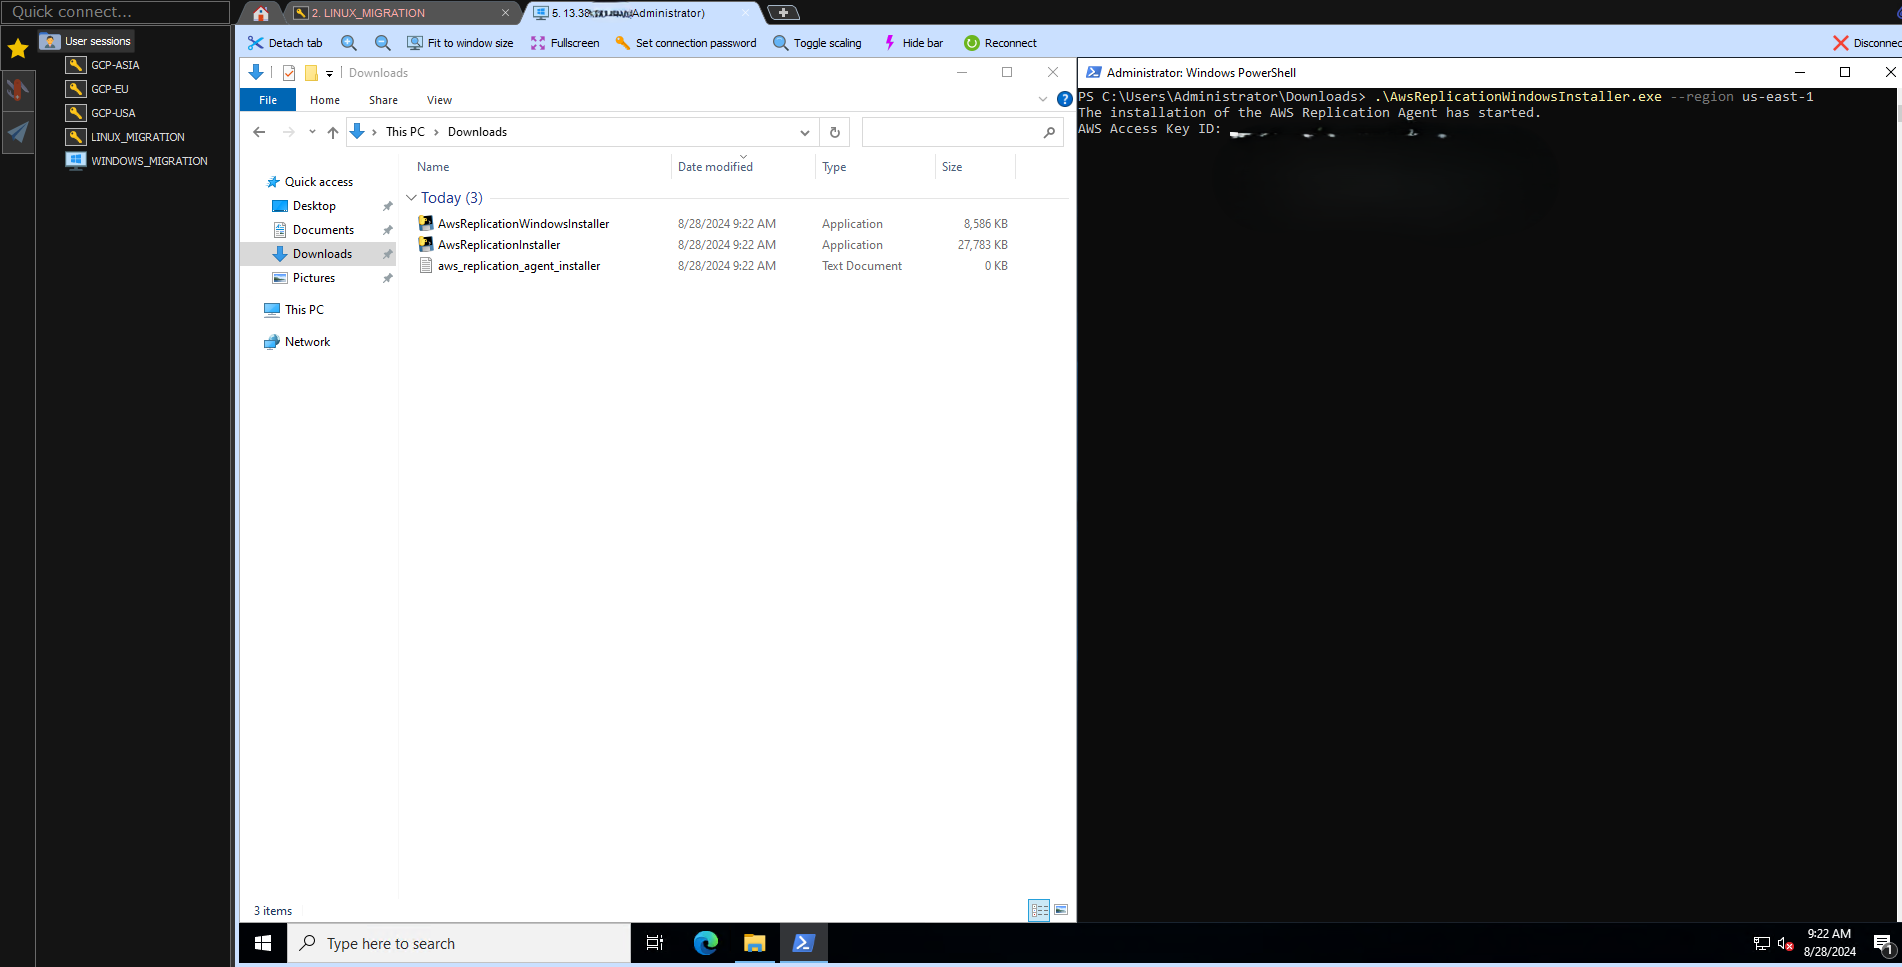 Quick connect...
User sessions
GCP-ASIA
GCP-EU
GCP-USA
LINUX_MIGRATION
WINDOWS_MIGRATION
2. LINUX_MIGRATION
5. 13.38 Administrator)
Detach tab
Fit to window size
Fullscreen
Set connection password
Toggle scaling
Hide bar
Reconnect
Disconnec
Downloads
File Home Share View
This PC > Downloads
Quick access
Desktop
Documents
Downloads
Pictures
This PC
Network
Name Date modified Type Size
Today (3)
AwsReplicationWindowsInstaller 8/28/2024 9:22 AM Application 8,586 KB
AwsReplicationInstaller 8/28/2024 9:22 AM Application 27,783 KB
aws_replication_agent_installer 8/28/2024 9:22 AM Text Document 0 KB
3 items
Administrator: Windows PowerShell
PS C:\Users\Administrator\Downloads> .\AwsReplicationWindowsInstaller.exe --region us-east-1
The installation of the AWS Replication Agent has started.
AWS Access Key ID:
Type here to search
9:22 AM
8/28/2024
1